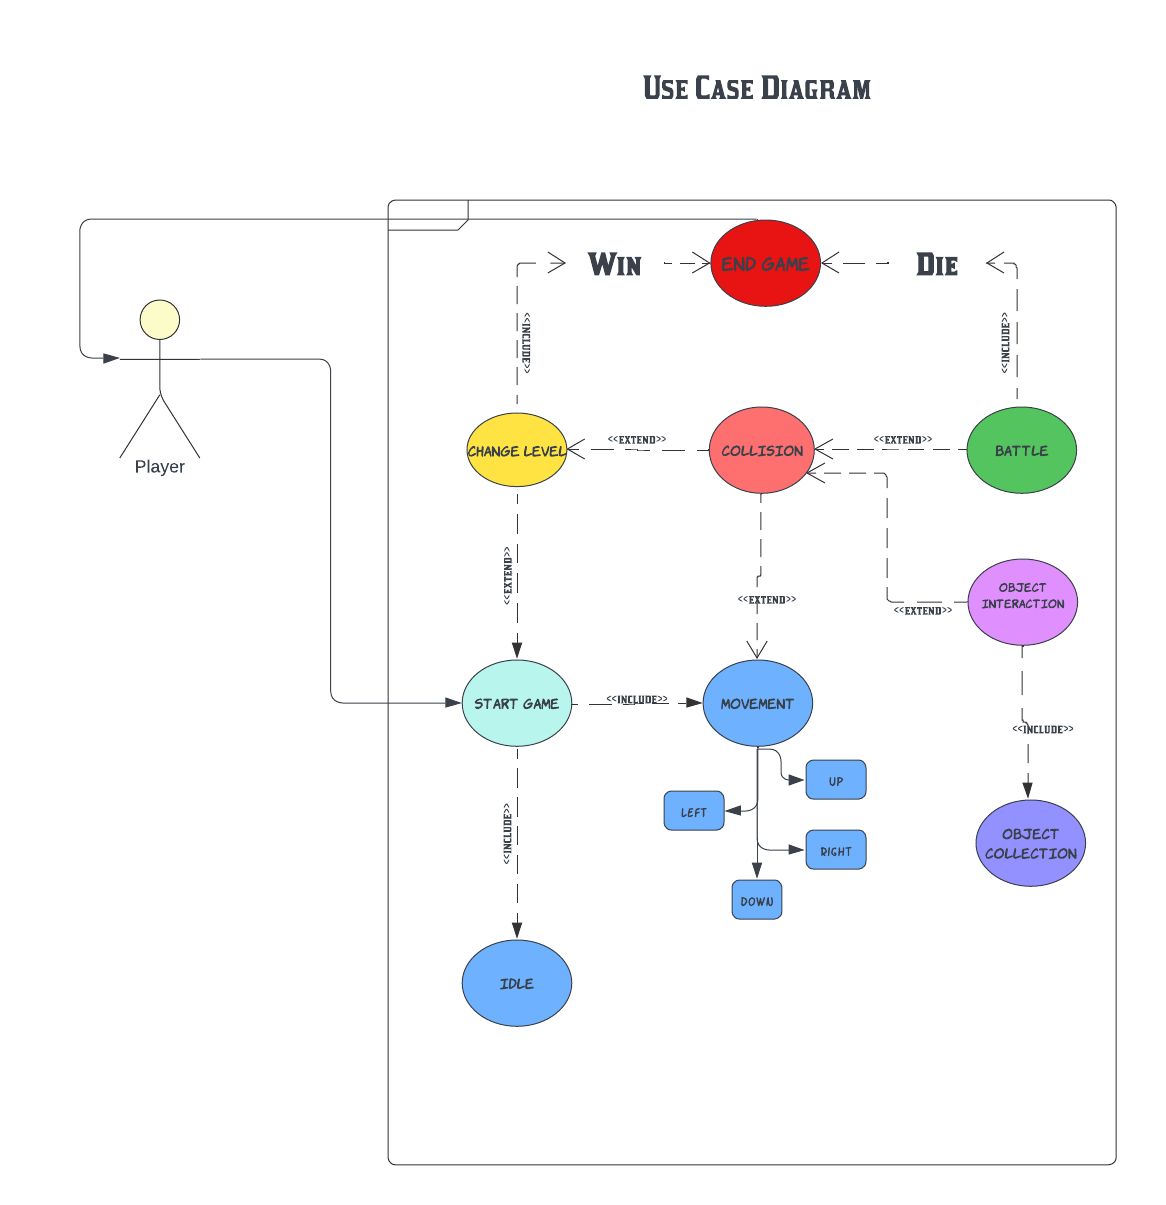 USE CASE DIAGRAM
WIN
END GAME
DIE
<<INCLUDE>>
<<INCLUDE>>
Player
CHANGE LEVEL
<<EXTEND>>
COLLISION
<<EXTEND>>
BATTLE
<<EXTEND>>
<<EXTEND>>
OBJECT
INTERACTION
<<EXTEND>>
START GAME
<<INCLUDE>>
MOVEMENT
<<INCLUDE>>
UP
LEFT
RIGHT
DOWN
<<INCLUDE>>
OBJECT
COLLECTION
IDLE